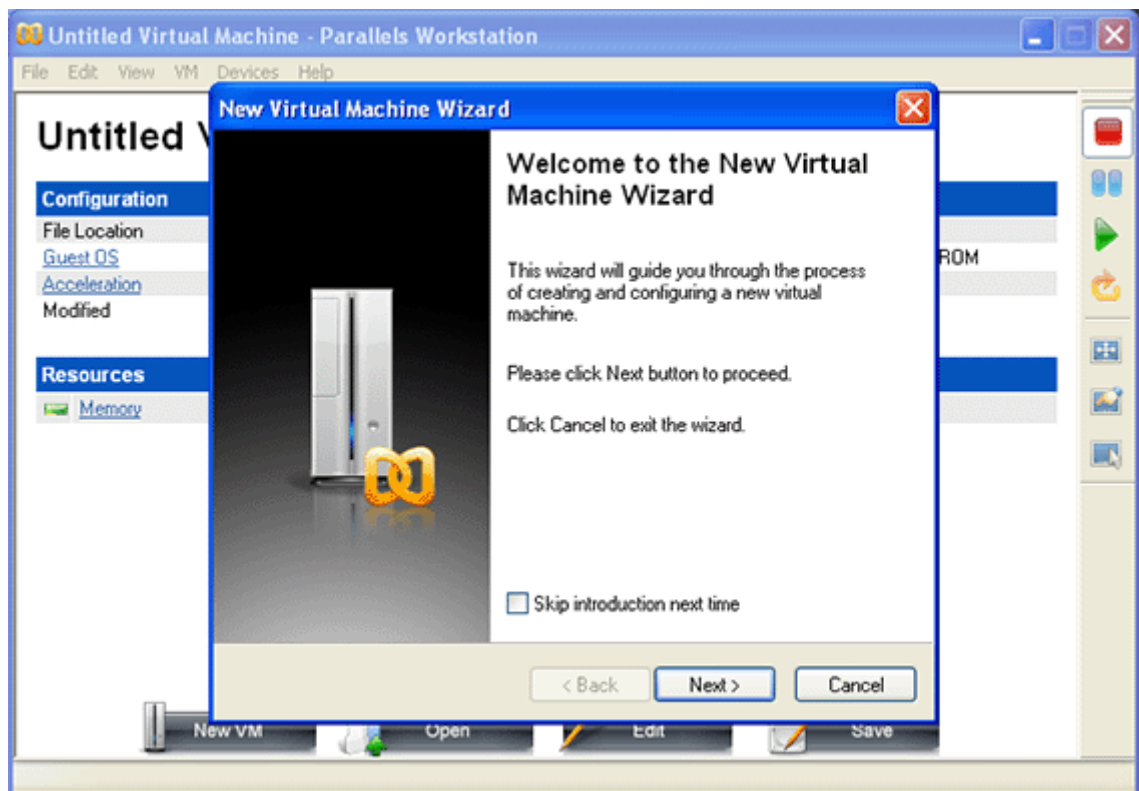 Untitled Virtual Machine - Parallels Workstation
File Edit View VM Devices Help
New Virtual Machine Wizard
Untitled
Welcome to the New Virtual
Machine Wizard
Configuration
File Location
Guest OS
ROM
This wizard will guide you through the process
of creating and configuring a new virtual
machine.
Acceleration
Modified
Resources
Please click Next button to proceed.
Memory
Click Cancel to exit the wizard.
Skip introduction next time
< Back Next > Cancel
New VM Open Edit Save